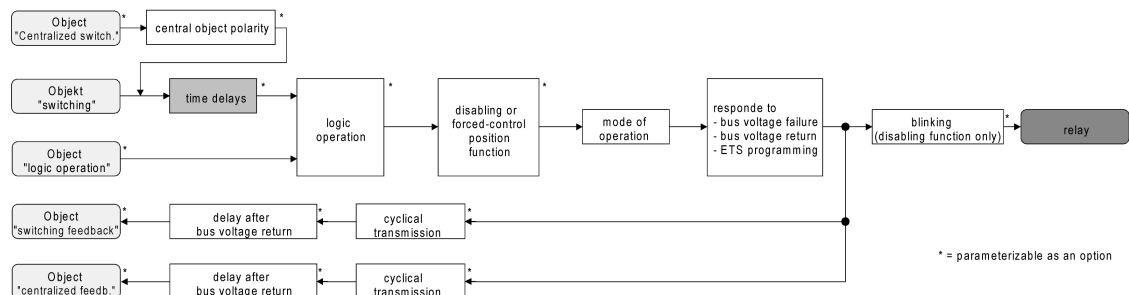 Object
"Centralized switch."
*
central object polarity
*
Objekt
"switching"
time delays
*
logic
operation
*
disabling or
forced-control
position
function
*
mode of
operation
responde to
- bus voltage failure
- bus voltage return
- ETS programming
blinking
(disabling function only)
*
relay
Object
"logic operation"
*
Object
"switching feedback"
*
delay after
bus voltage return
*
cyclical
transmission
*
* = parameterizable as an option
Object
"centralized feedb."
*
delay after
bus voltage return
*
cyclical
transmission
*